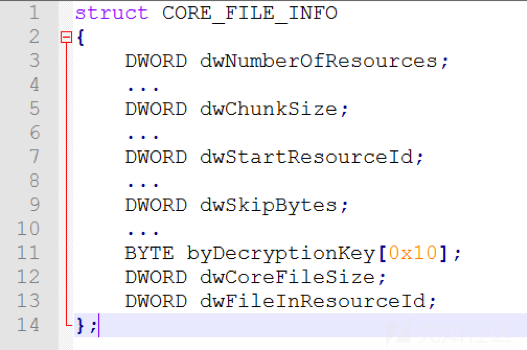 1 struct CORE_FILE_INFO
2 {
3 DWORD dwNumberOfResources;
4 ...
5 DWORD dwChunkSize;
6 ...
7 DWORD dwStartResourceId;
8 ...
9 DWORD dwSkipBytes;
10 ...
11 BYTE byDecryptionKey[0x10];
12 DWORD dwCoreFileSize;
13 DWORD dwFileInResourceId;
14 };